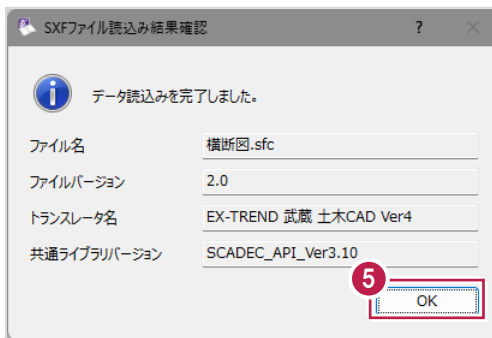 SXFファイル読込み結果確認 ?
データ読込みを完了しました。
ファイル名 横断図.sfc
ファイルバージョン 2.0
トランスレータ名 EX-TREND 武蔵 土木CAD Ver4
共通ライブラリバージョン SCADEC_API_Ver3.10
5
OK